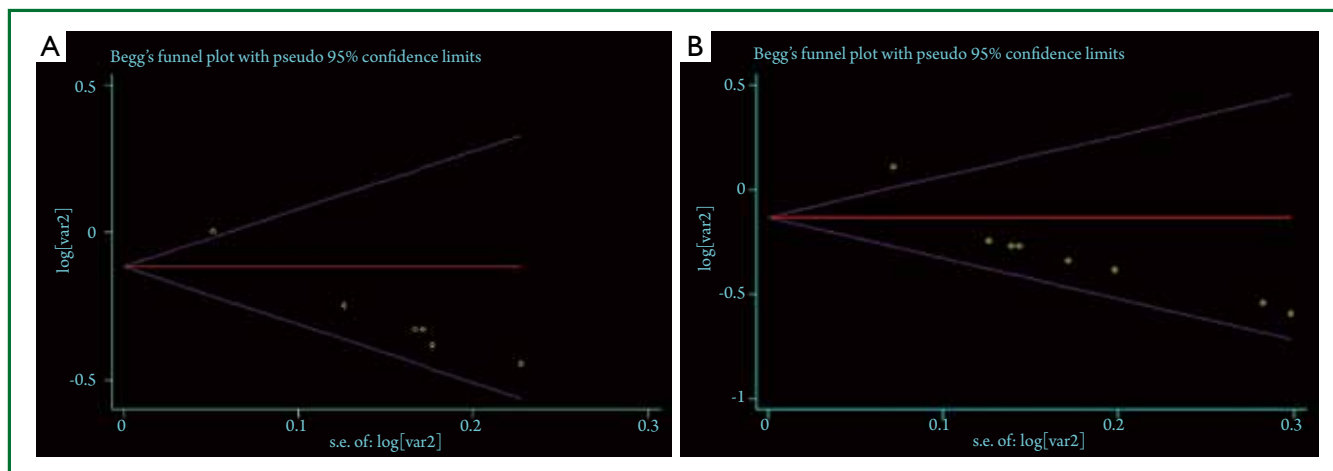 A
Begg's funnel plot with pseudo 95% confidence limits
0.5
0
-0.5
log[var2]
0
0.1
0.2
0.3
s.e. of: log[var2]
B
Begg's funnel plot with pseudo 95% confidence limits
0.5
0
-0.5
-1
log[var2]
0
0.1
0.2
0.3
s.e. of: log[var2]